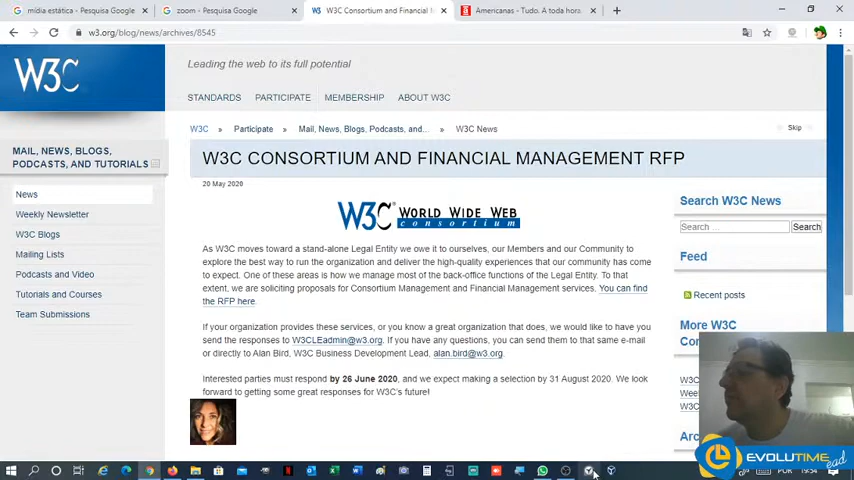 mídia estática - Pesquisa Google
zoom - Pesquisa Google
W3C Consortium and Financial M
Americanas - Tudo. A toda hora.
w3.org/blog/news/archives/8545
W3C
Leading the web to its full potential
STANDARDS PARTICIPATE MEMBERSHIP ABOUT W3C
W3C » Participate » Mail, News, Blogs, Podcasts, and... » W3C News
Skip
MAIL, NEWS, BLOGS,
PODCASTS, AND TUTORIALS
News
Weekly Newsletter
W3C Blogs
Mailing Lists
Podcasts and Video
Tutorials and Courses
Team Submissions
W3C CONSORTIUM AND FINANCIAL MANAGEMENT RFP
20 May 2020
W3C® WORLD WIDE WEB
consortium
As W3C moves toward a stand-alone Legal Entity we owe it to ourselves, our Members and our Community to
explore the best way to run the organization and deliver the high-quality experiences that our community has come
to expect. One of these areas is how we manage most of the back-office functions of the Legal Entity. To that
extent, we are soliciting proposals for Consortium Management and Financial Management services, You can find
the RFP here.
If your organization provides these services, or you know a great organization that does, we would like to have you
send the responses to W3CLEadmin@w3.org. If you have any questions, you can send them to that same e-mail
or directly to Alan Bird, W3C Business Development Lead, alan.bird@w3.org.
Interested parties must respond by 26 June 2020, and we expect making a selection by 31 August 2020. We look
forward to getting some great responses for W3C's future!
Search W3C News
Search ...
Search
Feed
Recent posts
More W3C
Con
W3C
Wee
W3C
Arc
EVOLUTIME
ead
POR
19:54